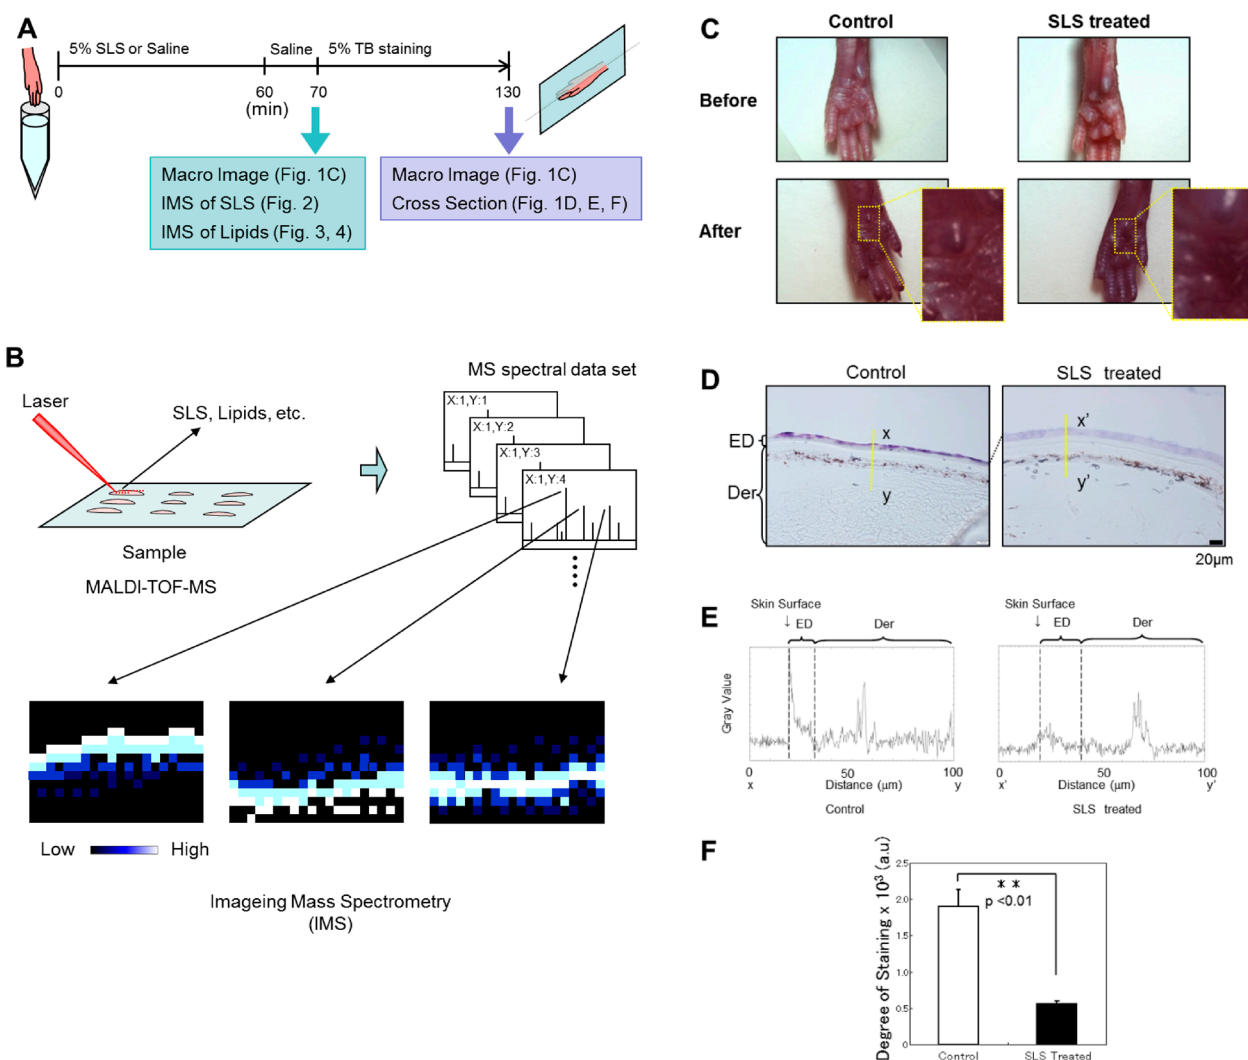 A
5% SLS or Saline
Saline
5% TB staining
0
60
70
130
(min)
Macro Image (Fig. 1C)
IMS of SLS (Fig. 2)
IMS of Lipids (Fig. 3, 4)
Macro Image (Fig. 1C)
Cross Section (Fig. 1D, E, F)
B
Laser
SLS, Lipids, etc.
Sample
MALDI-TOF-MS
MS spectral data set
X:1,Y:1
X:1,Y:2
X:1,Y:3
X:1,Y:4
Low
High
Imageing Mass Spectrometry
(IMS)
C
Control
SLS treated
Before
After
D
Control
SLS treated
ED
Der
x
y
x'
y'
20µm
E
Skin Surface
↓ ED
Der
Gray Value
0
50
100
x
Distance (µm)
y
Control
Skin Surface
↓ ED
Der
0
50
100
x'
Distance (µm)
y'
SLS treated
F
Degree of Staining x 10³ (a.u)
2.5
2.0
1.5
1.0
0.5
0
** 
p <0.01
Control
SLS Treated